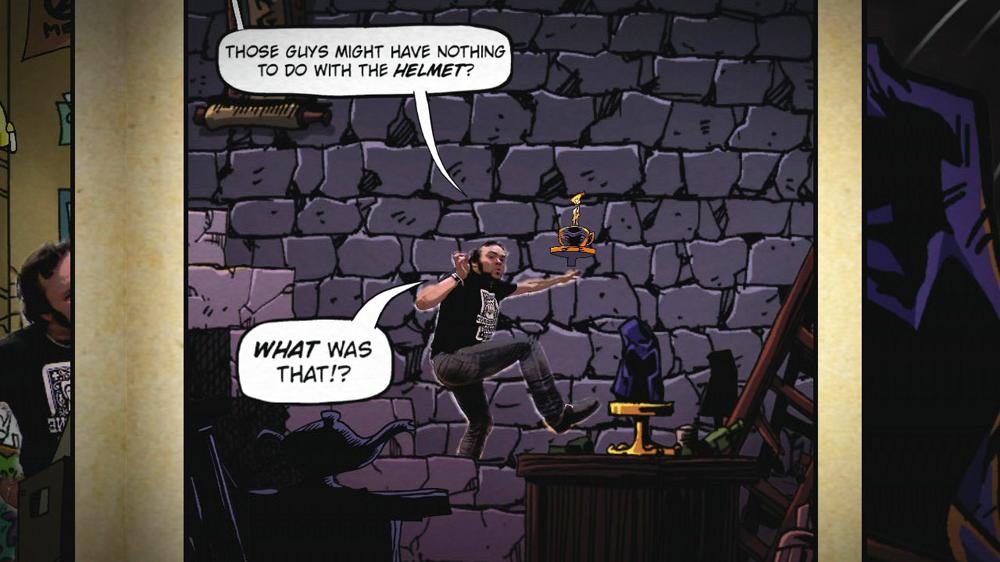 THOSE GUYS MIGHT HAVE NOTHING
TO DO WITH THE HELMET?
WHAT WAS
THAT!?